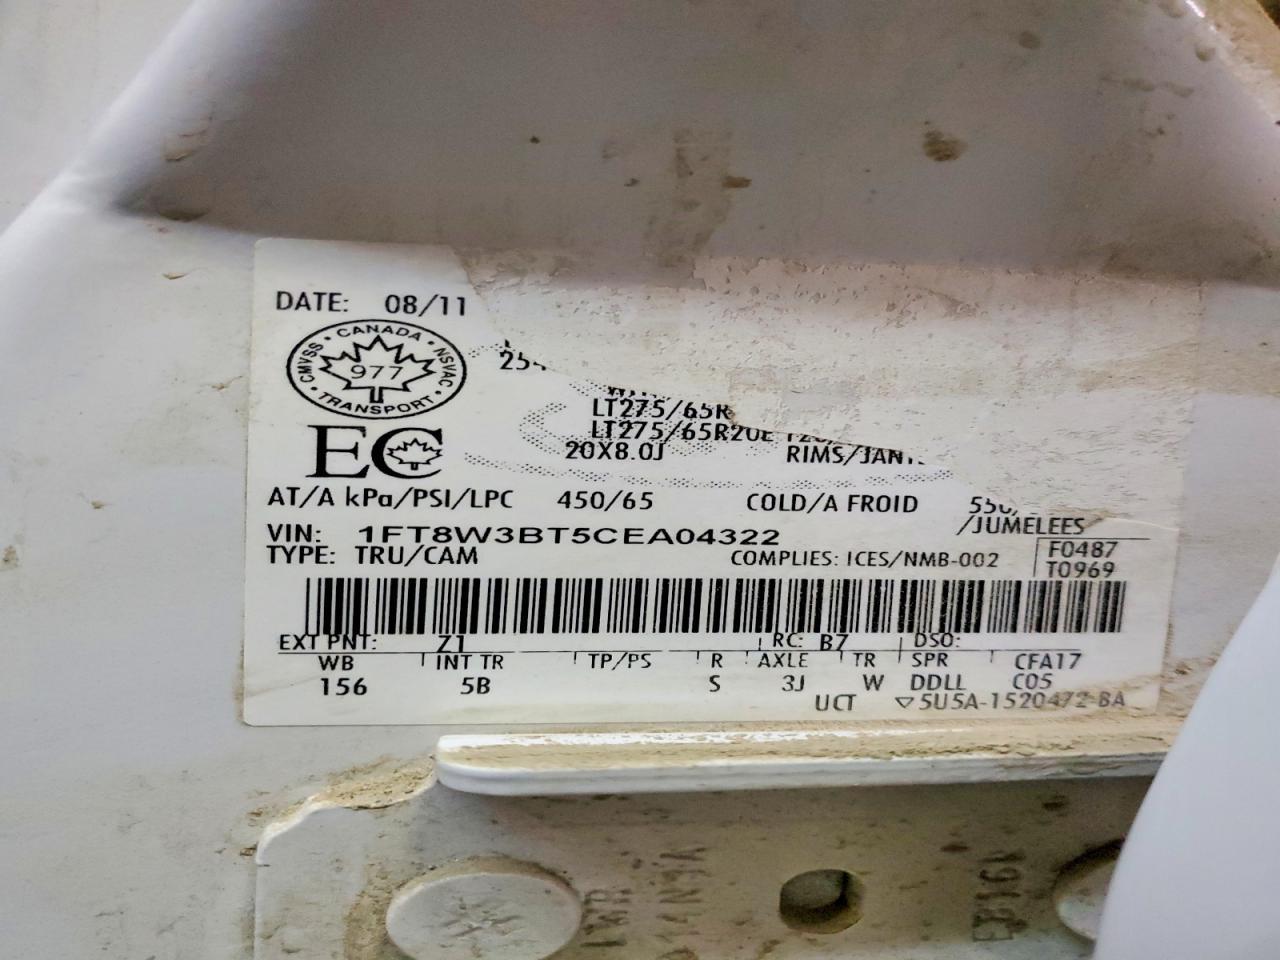 DATE: 08/11
CMVSS · CANADA · NSVAC
977
· TRANSPORT ·
EC
LT275/65R
LT275/65R20E
20X8.0J RIMS/JAN
AT/A kPa/PSI/LPC 450/65 COLD/A FROID 550/
/JUMELEES
VIN: 1FT8W3BT5CEA04322
TYPE: TRU/CAM COMPLIES: ICES/NMB-002 F0487
T0969
EXT PNT: Z1 RC: B7 DSO:
WB INT TR TP/PS R AXLE TR SPR CFA17
156 5B S 3J W DDLL C05
UCT ▽5U5A-1520472-BA